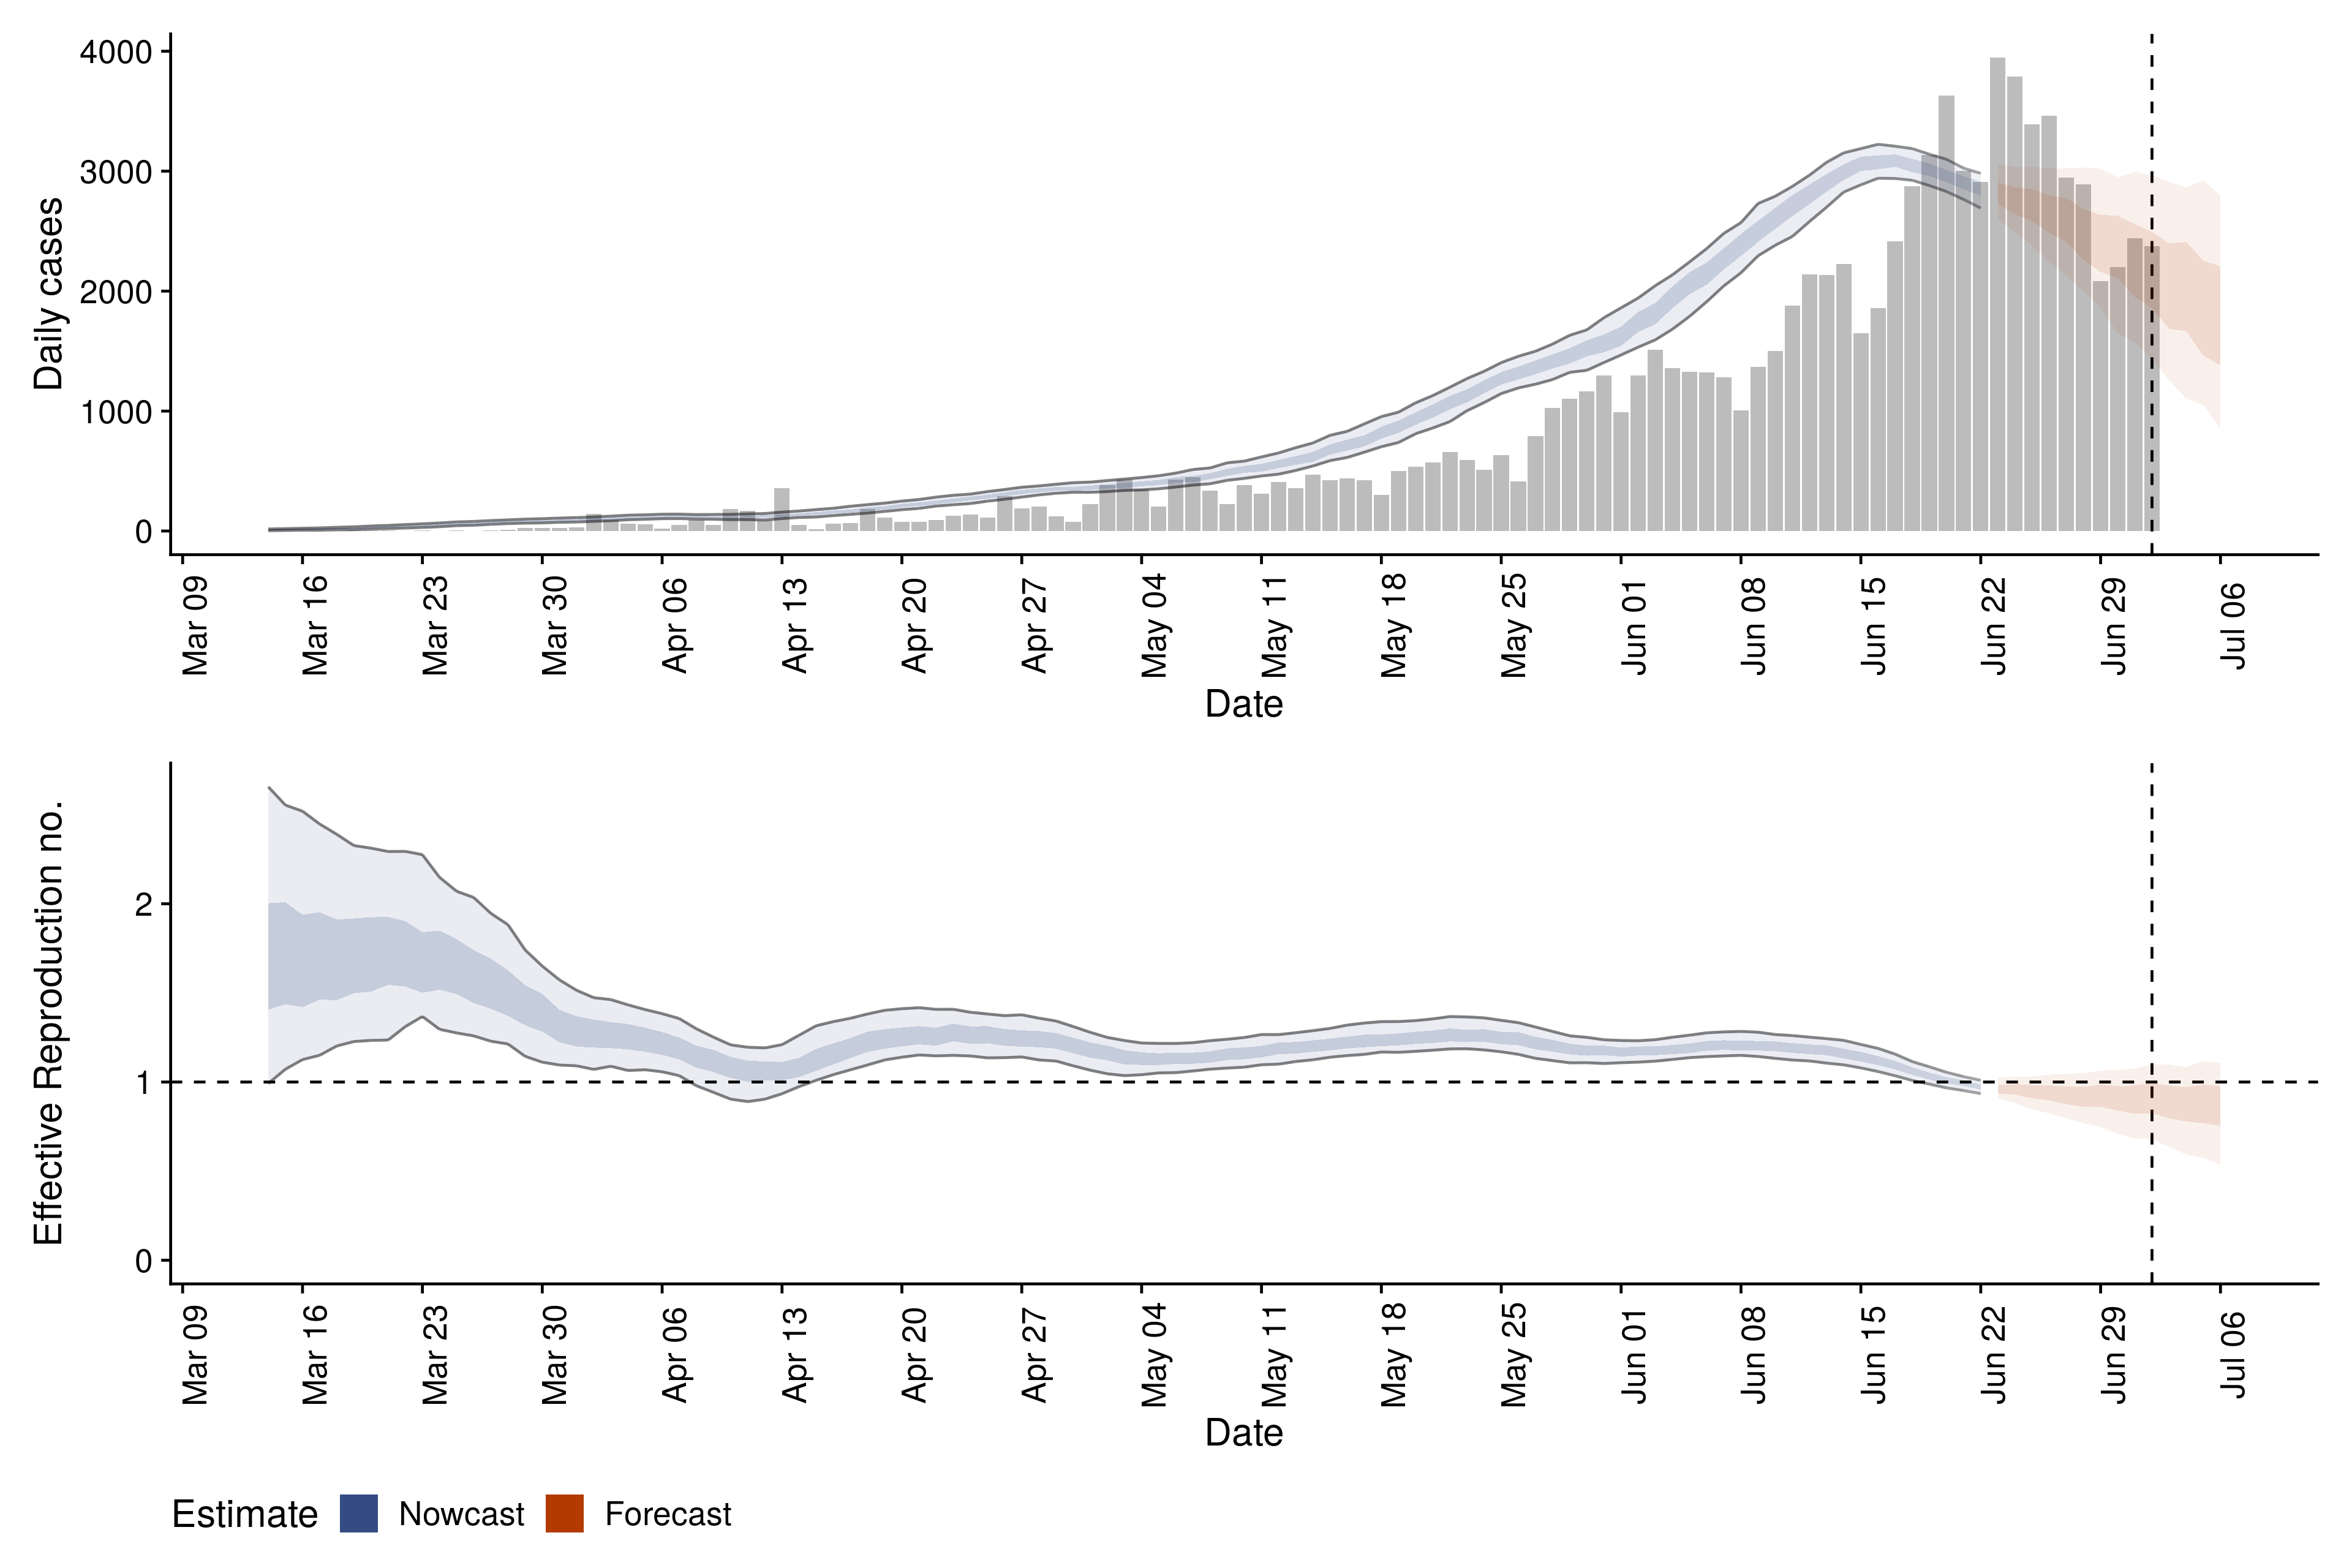 Daily cases
4000
3000
2000
1000
0
Mar 09 Mar 16 Mar 23 Mar 30 Apr 06 Apr 13 Apr 20 Apr 27 May 04 May 11 May 18 May 25 Jun 01 Jun 08 Jun 15 Jun 22 Jun 29 Jul 06
Date
Effective Reproduction no.
2
1
0
Mar 09 Mar 16 Mar 23 Mar 30 Apr 06 Apr 13 Apr 20 Apr 27 May 04 May 11 May 18 May 25 Jun 01 Jun 08 Jun 15 Jun 22 Jun 29 Jul 06
Date
Estimate Nowcast Forecast